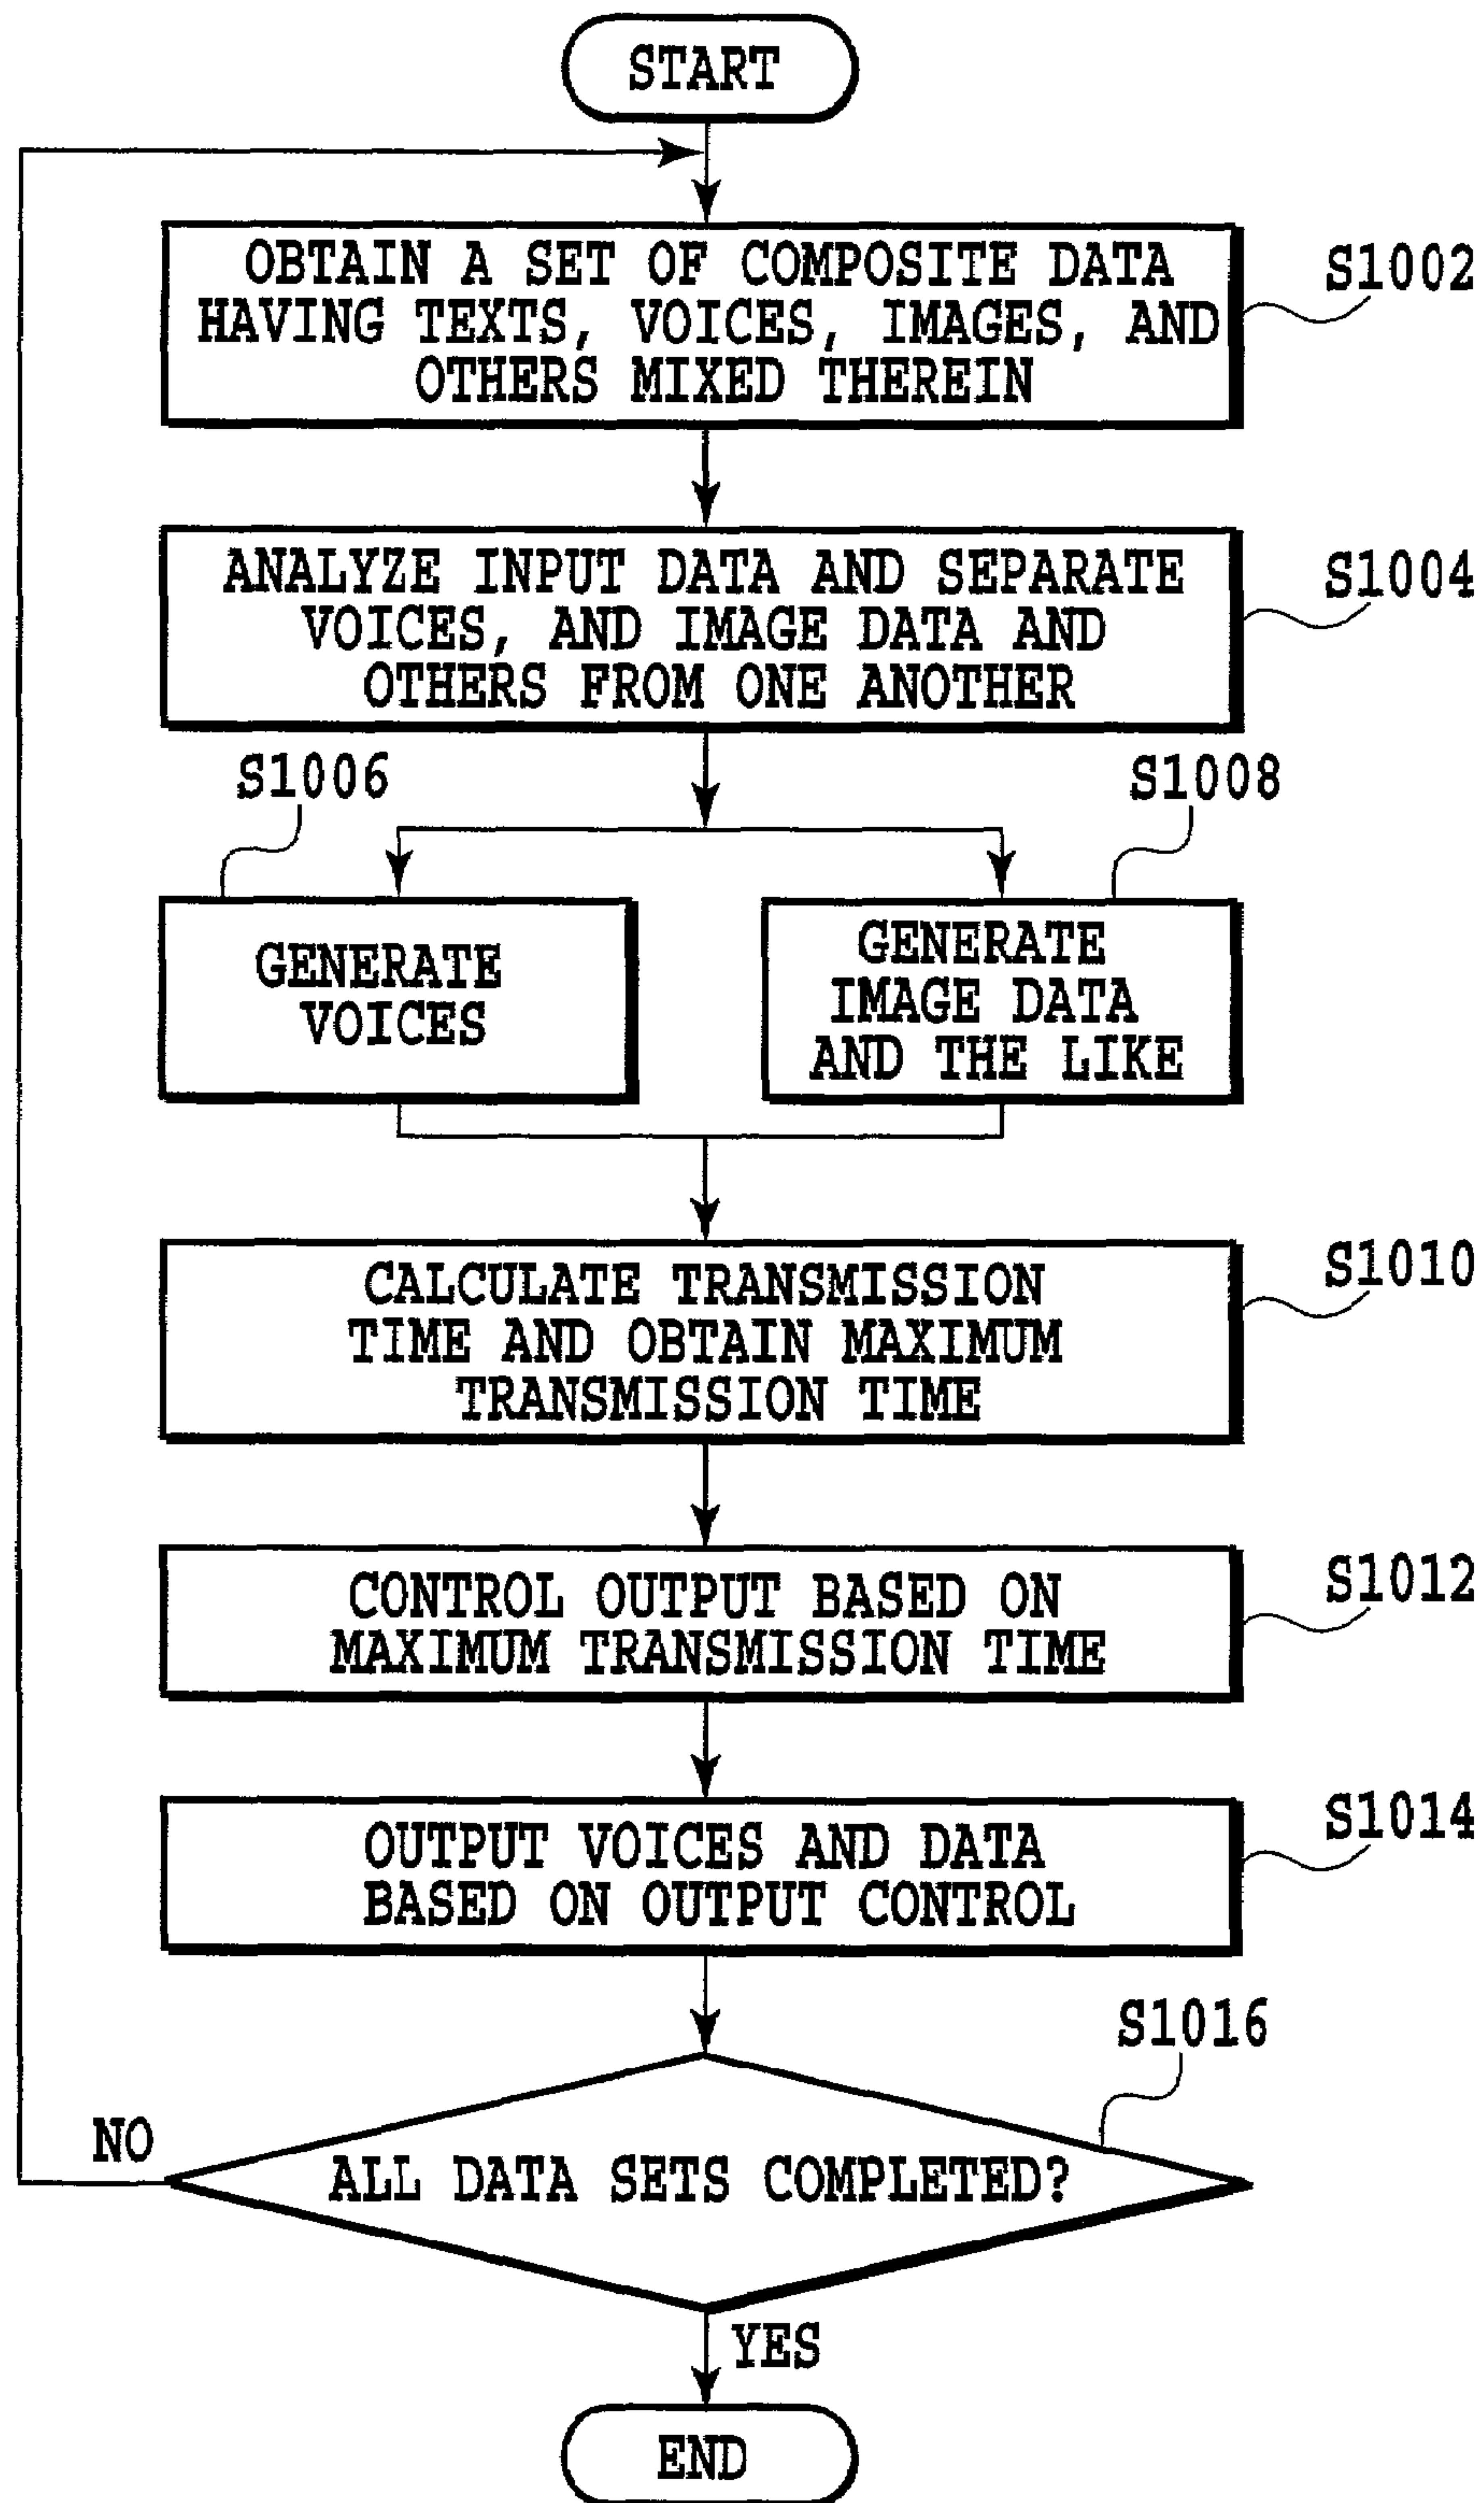 START
OBTAIN A SET OF COMPOSITE DATA
HAVING TEXTS, VOICES, IMAGES, AND
OTHERS MIXED THEREIN
S1002
ANALYZE INPUT DATA AND SEPARATE
VOICES, AND IMAGE DATA AND
OTHERS FROM ONE ANOTHER
S1004
S1006
S1008
GENERATE
VOICES
GENERATE
IMAGE DATA
AND THE LIKE
CALCULATE TRANSMISSION
TIME AND OBTAIN MAXIMUM
TRANSMISSION TIME
S1010
CONTROL OUTPUT BASED ON
MAXIMUM TRANSMISSION TIME
S1012
OUTPUT VOICES AND DATA
BASED ON OUTPUT CONTROL
S1014
S1016
NO
ALL DATA SETS COMPLETED?
YES
END